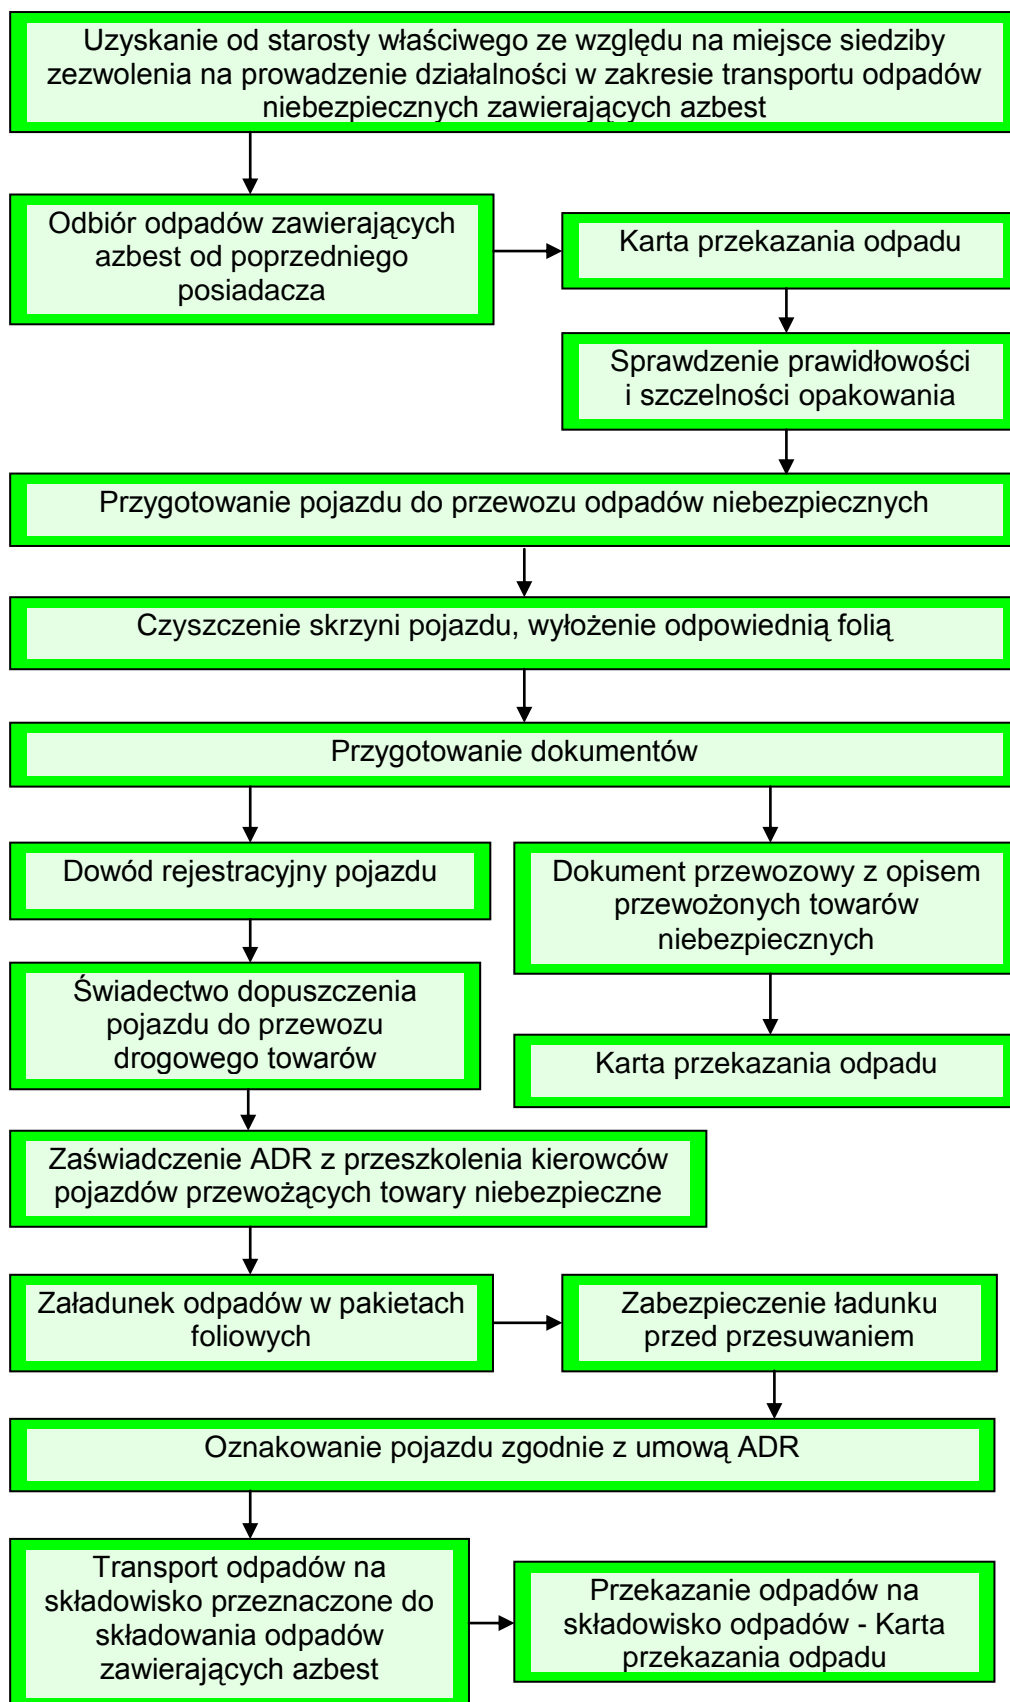 Uzyskanie od starosty właściwego ze względu na miejsce siedziby
zezwolenia na prowadzenie działalności w zakresie transportu odpadów
niebezpiecznych zawierających azbest
Odbiór odpadów zawierających
azbest od poprzedniego
posiadacza
Karta przekazania odpadu
Sprawdzenie prawidłowości
i szczelności opakowania
Przygotowanie pojazdu do przewozu odpadów niebezpiecznych
Czyszczenie skrzyni pojazdu, wyłożenie odpowiednią folią
Przygotowanie dokumentów
Dowód rejestracyjny pojazdu
Świadectwo dopuszczenia
pojazdu do przewozu
drogowego towarów
Dokument przewozowy z opisem
przewożonych towarów
niebezpiecznych
Karta przekazania odpadu
Zaświadczenie ADR z przeszkolenia kierowców
pojazdów przewożących towary niebezpieczne
Załadunek odpadów w pakietach
foliowych
Zabezpieczenie ładunku
przed przesuwaniem
Oznakowanie pojazdu zgodnie z umową ADR
Transport odpadów na
składowisko przeznaczone do
składowania odpadów
zawierających azbest
Przekazanie odpadów na
składowisko odpadów - Karta
przekazania odpadu